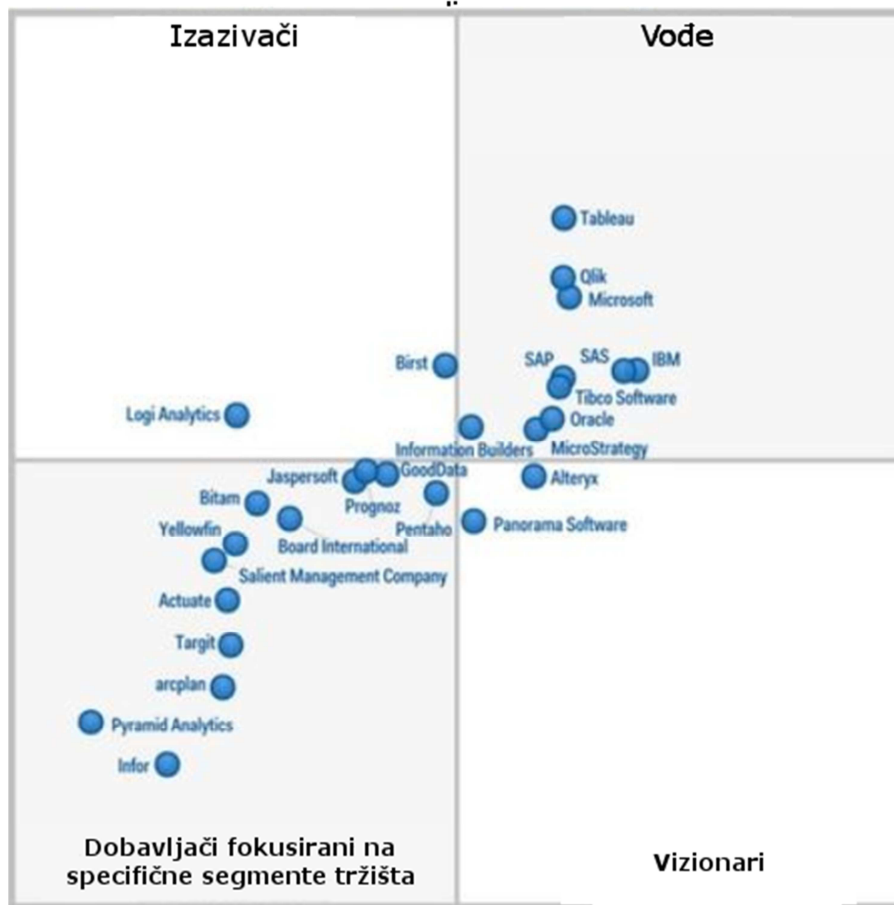 Izazivači
Vođe
Tableau
Qlik
Microsoft
Birst
SAP
SAS
IBM
Tibco Software
Logi Analytics
Oracle
Information Builders
MicroStrategy
Jaspersoft
GoodData
Alteryx
Bitam
Prognoz
Yellowfin
Pentaho
Panorama Software
Board International
Salient Management Company
Actuate
Targit
arcplan
Pyramid Analytics
Infor
Dobavljači fokusirani na
specifične segmente tržišta
Vizionari